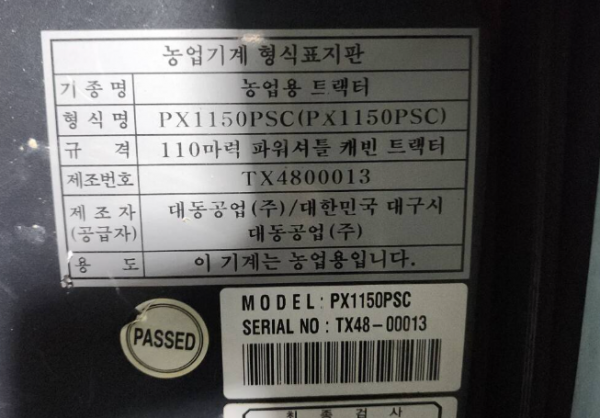 농업기계 형식표지판
기종명 농업용 트랙터
형식명 PX1150PSC(PX1150PSC)
규격 110마력 파워셔틀 캐빈 트랙터
제조번호 TX4800013
제조자 대동공업(주)/대한민국 대구시
(공급자) 대동공업(주)
용도 이 기계는 농업용입니다.
MODEL : PX1150PSC
SERIAL NO : TX48-00013
PASSED
최종검사